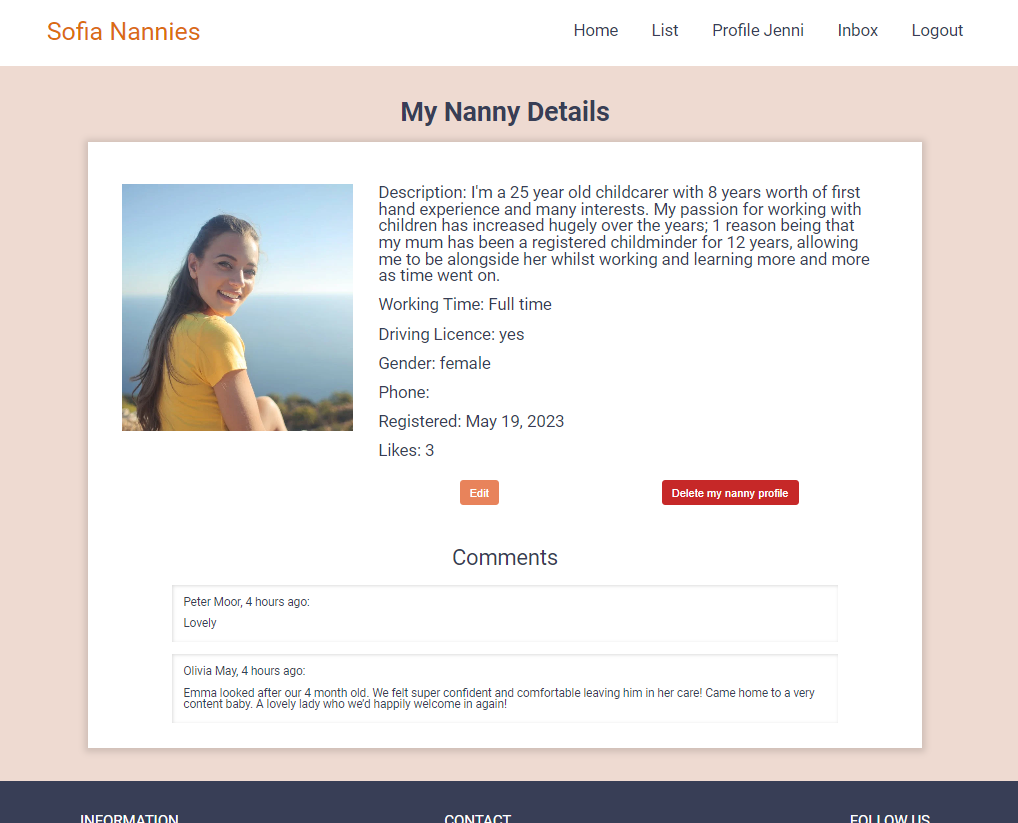 Sofia Nannies
Home List Profile Jenni Inbox Logout
My Nanny Details
Description: I'm a 25 year old childcarer with 8 years worth of first
hand experience and many interests. My passion for working with
children has increased hugely over the years; 1 reason being that
my mum has been a registered childminder for 12 years, allowing
me to be alongside her whilst working and learning more and more
as time went on.
Working Time: Full time
Driving Licence: yes
Gender: female
Phone:
Registered: May 19, 2023
Likes: 3
Edit Delete my nanny profile
Comments
Peter Moor, 4 hours ago:
Lovely
Olivia May, 4 hours ago:
Emma looked after our 4 month old. We felt super confident and comfortable leaving him in her care! Came home to a very
content baby. A lovely lady who we’d happily welcome in again!
INFORMATION CONTACT FOLLOW US